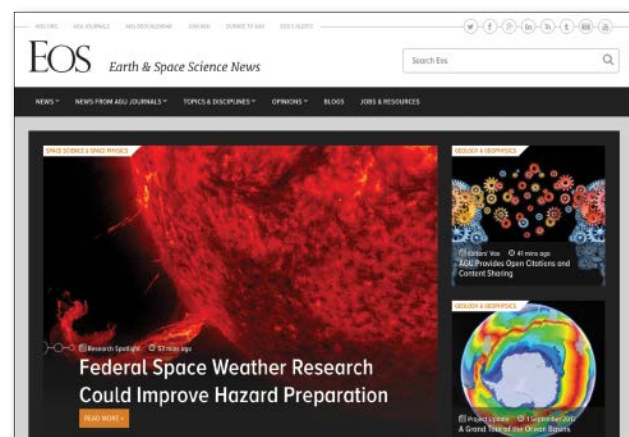 AGU.ORG AGU JOURNALS AGU GEOCALENDAR JOIN AGU DONATE TO AGU EOS ALERTS
EOS Earth & Space Science News
Search Eos
NEWS NEWS FROM AGU JOURNALS TOPICS & DISCIPLINES OPINIONS BLOGS JOBS & RESOURCES
SPACE SCIENCE & SPACE PHYSICS
Research Spotlight 53 mins ago
Federal Space Weather Research
Could Improve Hazard Preparation
READ MORE »
GEOLOGY & GEOPHYSICS
Editors' Vox 41 mins ago
AGU Provides Open Citations and
Content Sharing
GEOLOGY & GEOPHYSICS
Project Update 1 September 2017
A Grand Tour of the Ocean Basins